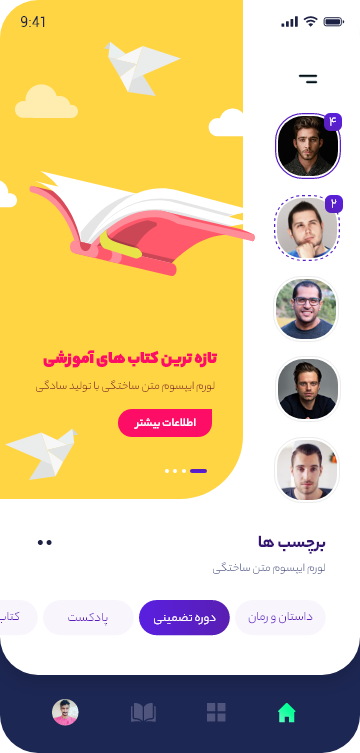 9:41
۴
۲
تازه ترین کتاب های آموزشی
لورم ایپسوم متن ساختگی با تولید سادگی
اطلاعات بیشتر
برچسب ها
لورم ایپسوم متن ساختگی
داستان و رمان
دوره تضمینی
پادکست
کتاب